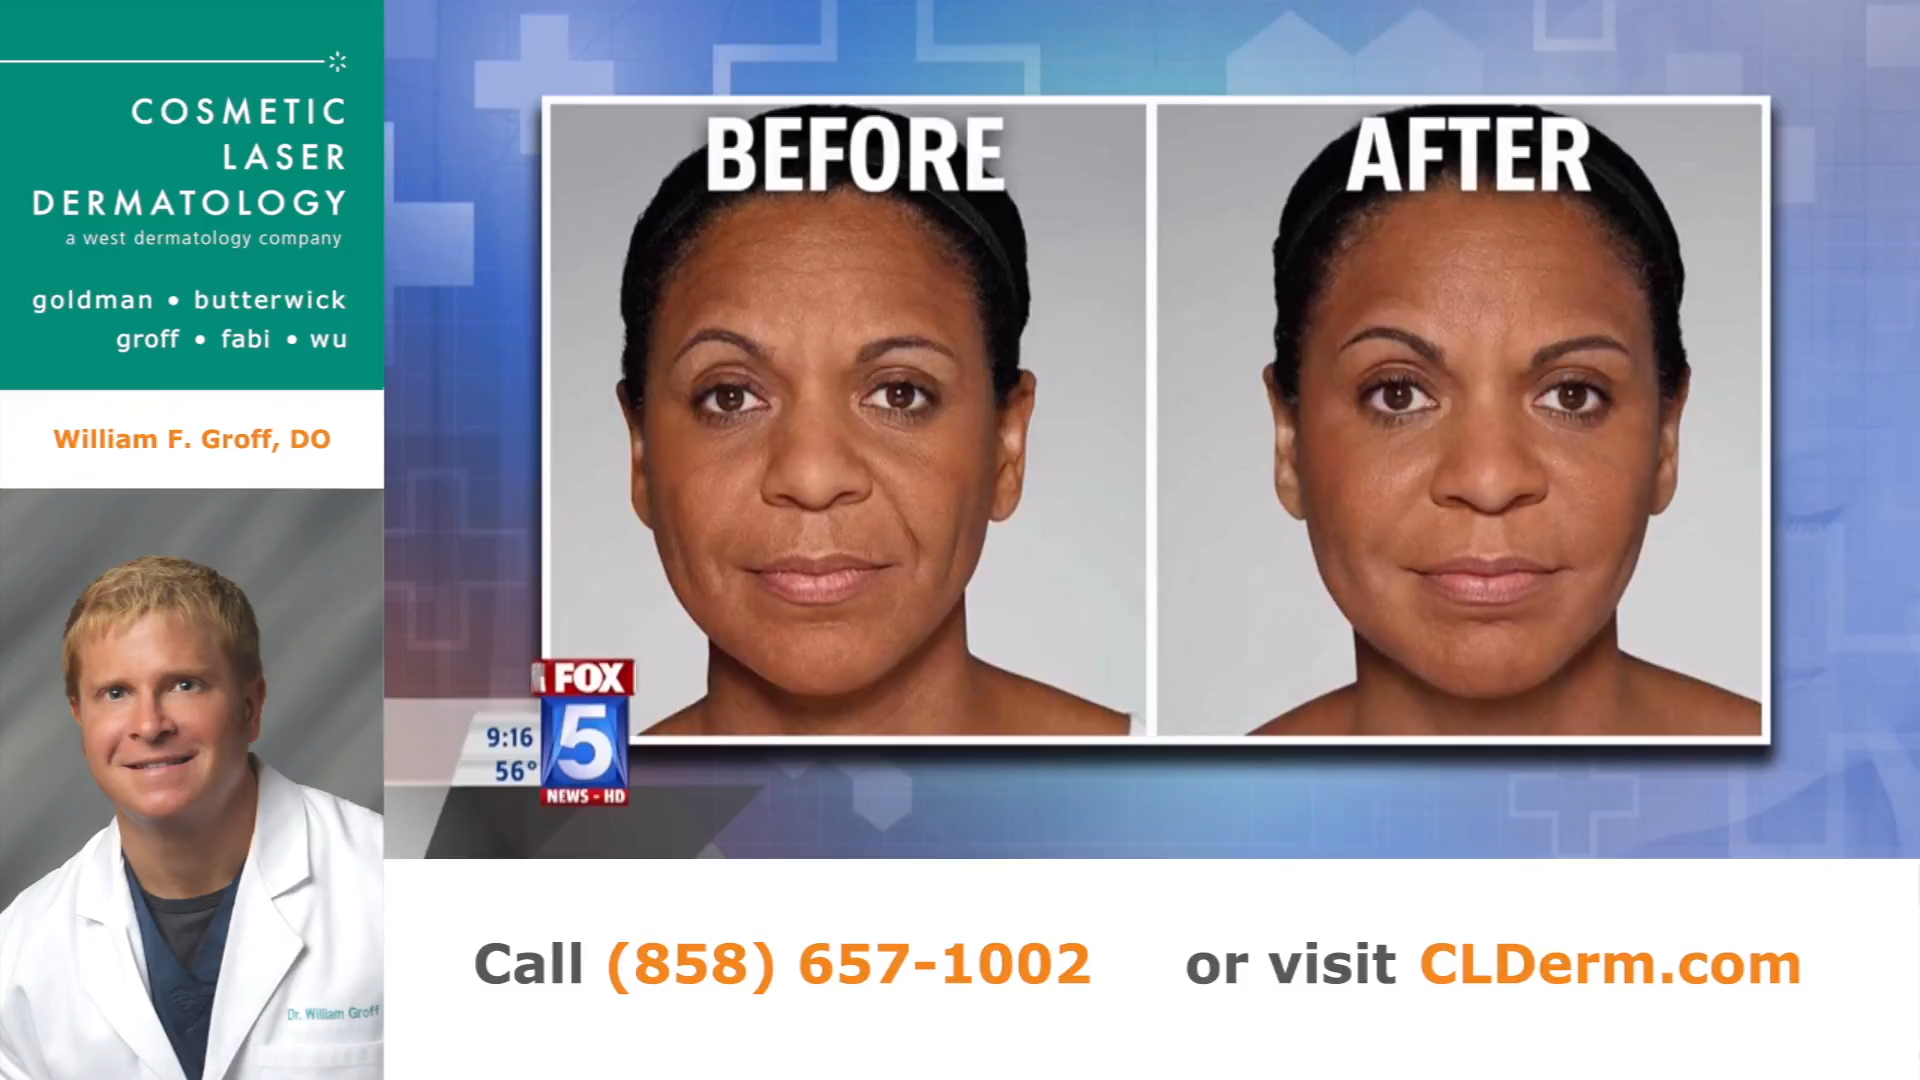 COSMETIC
LASER
DERMATOLOGY
a west dermatology company
goldman • butterwick
groff • fabi • wu
William F. Groff, DO
Dr. William Groff
BEFORE
AFTER
FOX
5
NEWS - HD
9:16
56°
Call (858) 657-1002 or visit CLDerm.com